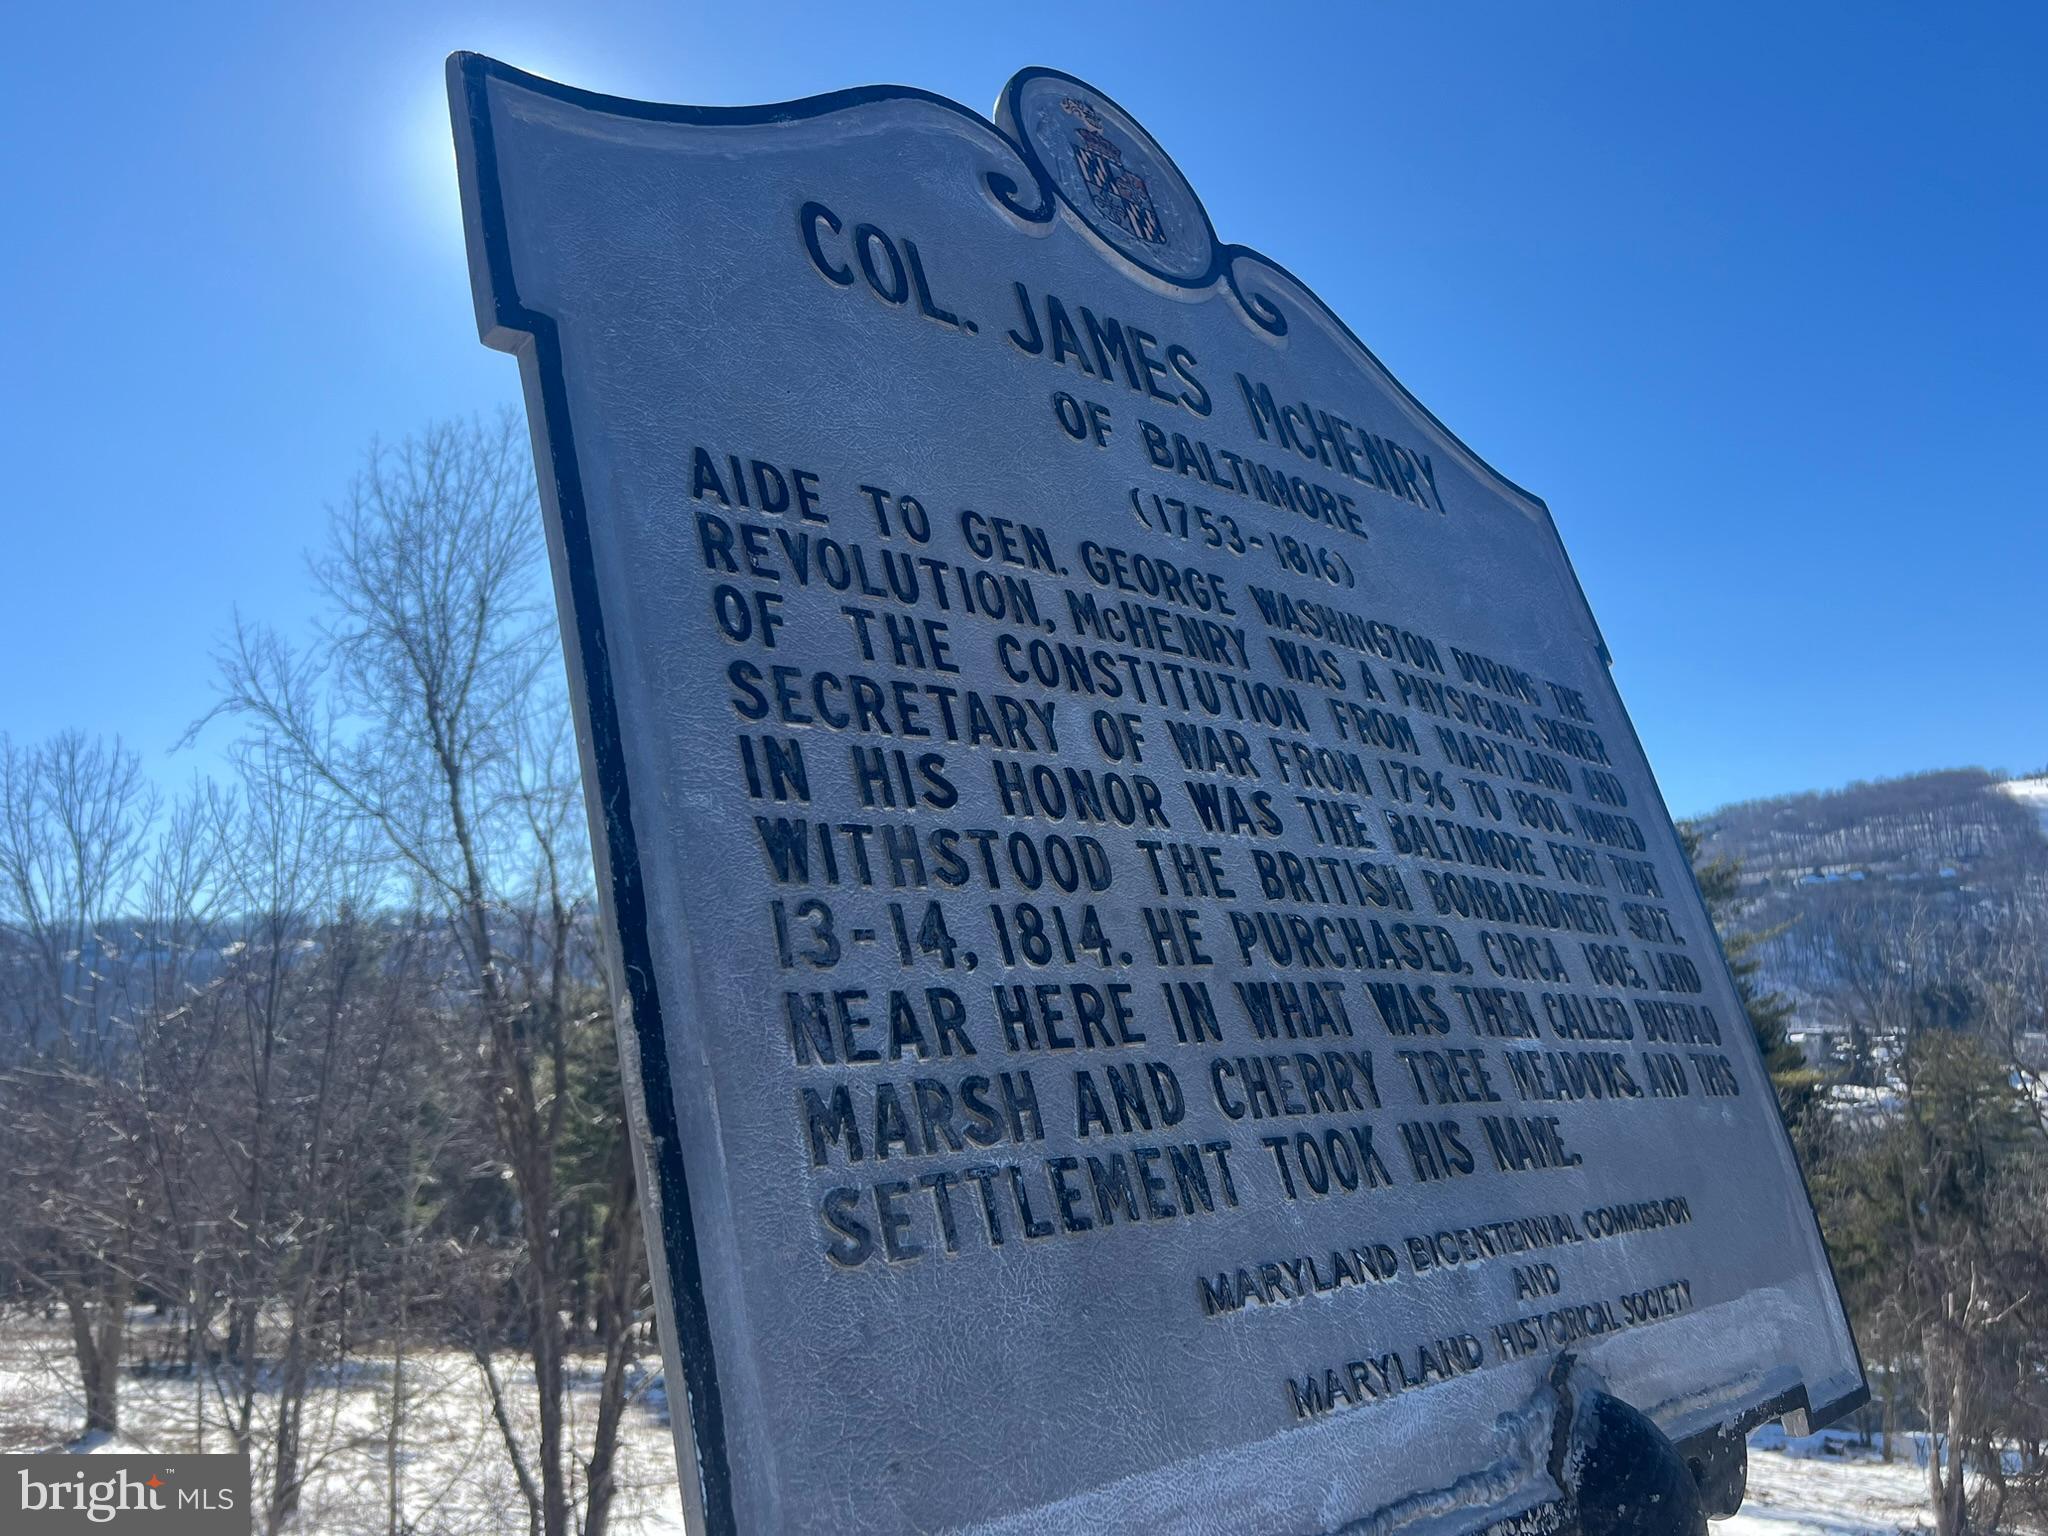 COL. JAMES McHENRY
OF BALTIMORE
(1753-1816)
AIDE TO GEN. GEORGE WASHINGTON DURING THE
REVOLUTION, McHENRY WAS A PHYSICIAN, SIGNER
OF THE CONSTITUTION FROM MARYLAND AND
SECRETARY OF WAR FROM 1796 TO 1800. NAMED
IN HIS HONOR WAS THE BALTIMORE FORT THAT
WITHSTOOD THE BRITISH BOMBARDMENT SEPT.
13-14, 1814. HE PURCHASED, CIRCA 1805, LAND
NEAR HERE IN WHAT WAS THEN CALLED BUFFALO
MARSH AND CHERRY TREE MEADOWS, AND THIS
SETTLEMENT TOOK HIS NAME.
MARYLAND BICENTENNIAL COMMISSION
AND
MARYLAND HISTORICAL SOCIETY
bright™ MLS